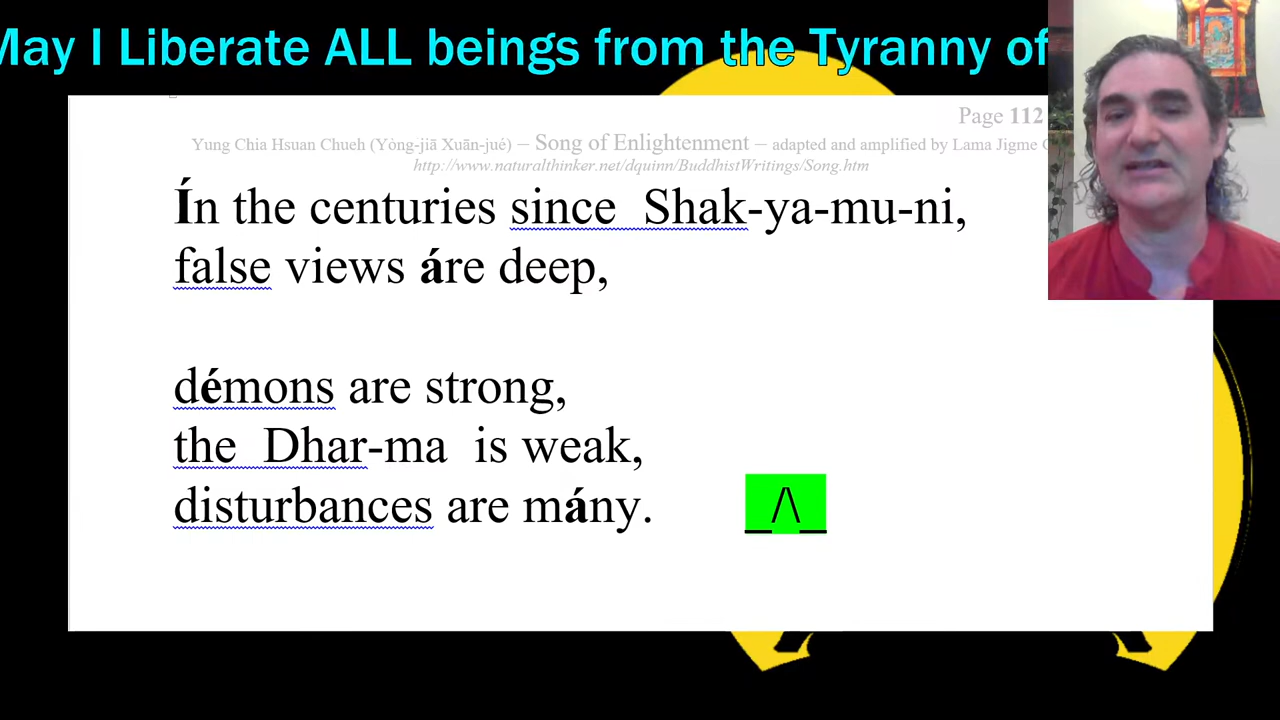 May I Liberate ALL beings from the Tyranny of
Page 112
Yung Chia Hsuan Chueh (Yòng-jiā Xuān-jué) – Song of Enlightenment – adapted and amplified by Lama Jigme
http://www.naturalthinker.net/dquinn/BuddhistWritings/Song.htm
Ín the centuries since Shak-ya-mu-ni,
false views áre deep,
démons are strong,
the Dhar-ma is weak,
disturbances are mány. _/\_